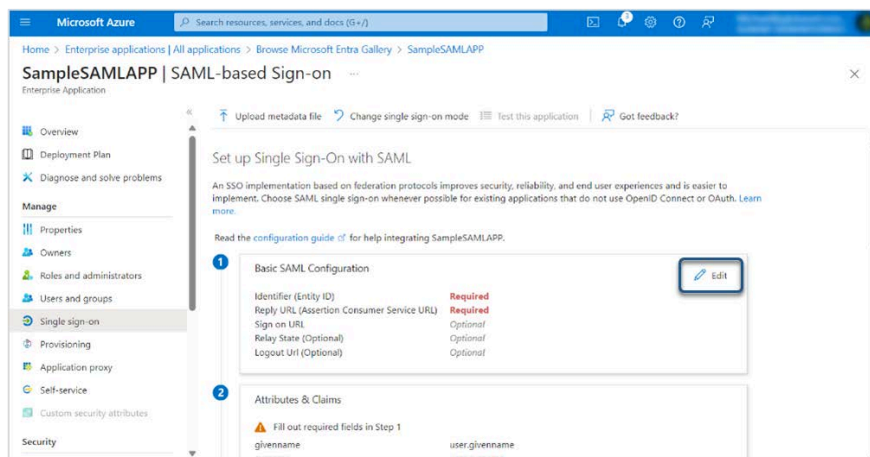 Microsoft Azure
Search resources, services, and docs (G+/)
Home > Enterprise applications | All applications > Browse Microsoft Entra Gallery > SampleSAMLAPP
SampleSAMLAPP | SAML-based Sign-on ...
Enterprise Application
Upload metadata file Change single sign-on mode Test this application Got feedback?
Overview
Deployment Plan
Diagnose and solve problems
Manage
Properties
Owners
Roles and administrators
Users and groups
Single sign-on
Provisioning
Application proxy
Self-service
Custom security attributes
Security
Set up Single Sign-On with SAML
An SSO implementation based on federation protocols improves security, reliability, and end user experiences and is easier to
implement. Choose SAML single sign-on whenever possible for existing applications that do not use OpenID Connect or OAuth. Learn
more.
Read the configuration guide for help integrating SampleSAMLAPP.
1
Basic SAML Configuration
Edit
Identifier (Entity ID) Required
Reply URL (Assertion Consumer Service URL) Required
Sign on URL Optional
Relay State (Optional) Optional
Logout Url (Optional) Optional
2
Attributes & Claims
Fill out required fields in Step 1
givenname user.givenname